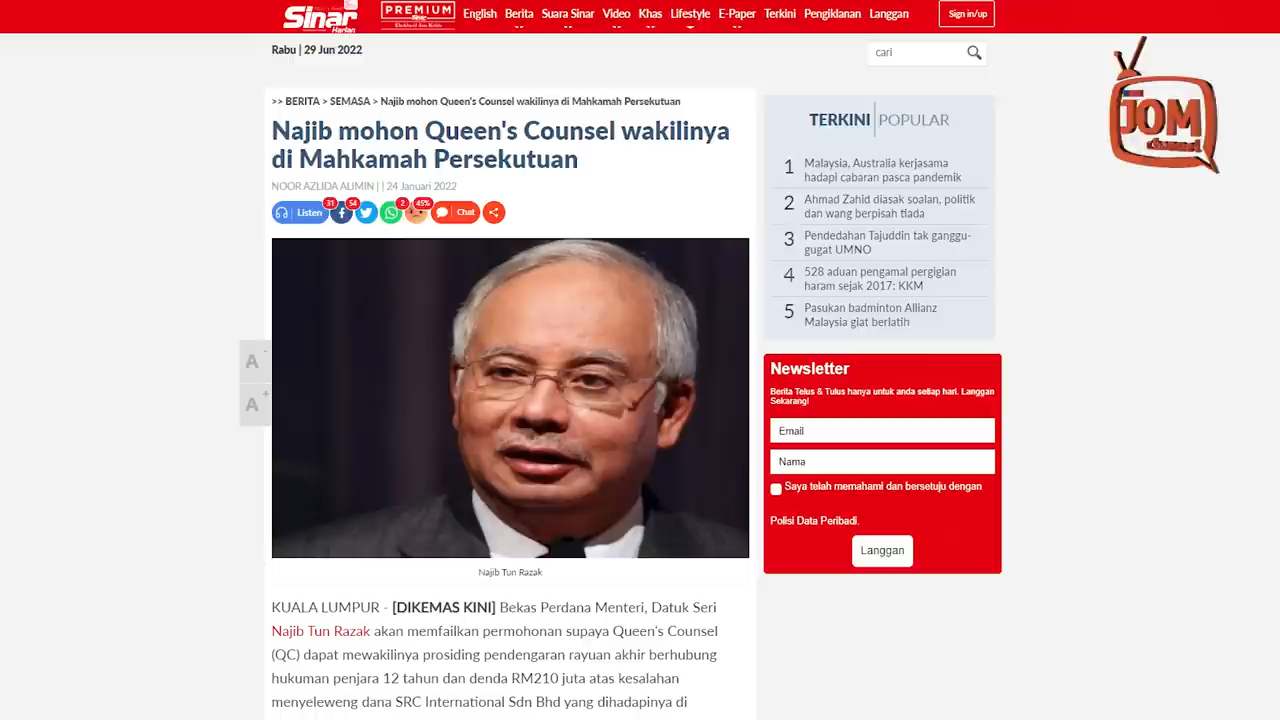 Sinar
Harian
PREMIUM
Sinar
English Berita Suara Sinar Video Khas Lifestyle E-Paper Terkini Pengiklanan Langgan
Sign in/up
Rabu | 29 Jun 2022
cari
JOM
channel
>> BERITA > SEMASA > Najib mohon Queen's Counsel wakilinya di Mahkamah Persekutuan
Najib mohon Queen's Counsel wakilinya
di Mahkamah Persekutuan
NOOR AZLIDA ALIMIN | | 24 Januari 2022
31 54 2 45%
Listen Chat
A -
A +
Najib Tun Razak
KUALA LUMPUR - [DIKEMAS KINI] Bekas Perdana Menteri, Datuk Seri
Najib Tun Razak akan memfailkan permohonan supaya Queen's Counsel
(QC) dapat mewakilinya prosiding pendengaran rayuan akhir berhubung
hukuman penjara 12 tahun dan denda RM210 juta atas kesalahan
menyeleweng dana SRC International Sdn Bhd yang dihadapinya di
TERKINI POPULAR
1 Malaysia, Australia kerjasama
hadapi cabaran pasca pandemik
2 Ahmad Zahid diasak soalan, politik
dan wang berpisah tiada
3 Pendedahan Tajuddin tak ganggu-
gugat UMNO
4 528 aduan pengamal pergigian
haram sejak 2017: KKM
5 Pasukan badminton Allianz
Malaysia giat berlatih
Newsletter
Berita Telus & Tulus hanya untuk anda setiap hari. Langgan
Sekarang!
Email
Nama
Saya telah memahami dan bersetuju dengan
Polisi Data Peribadi.
Langgan